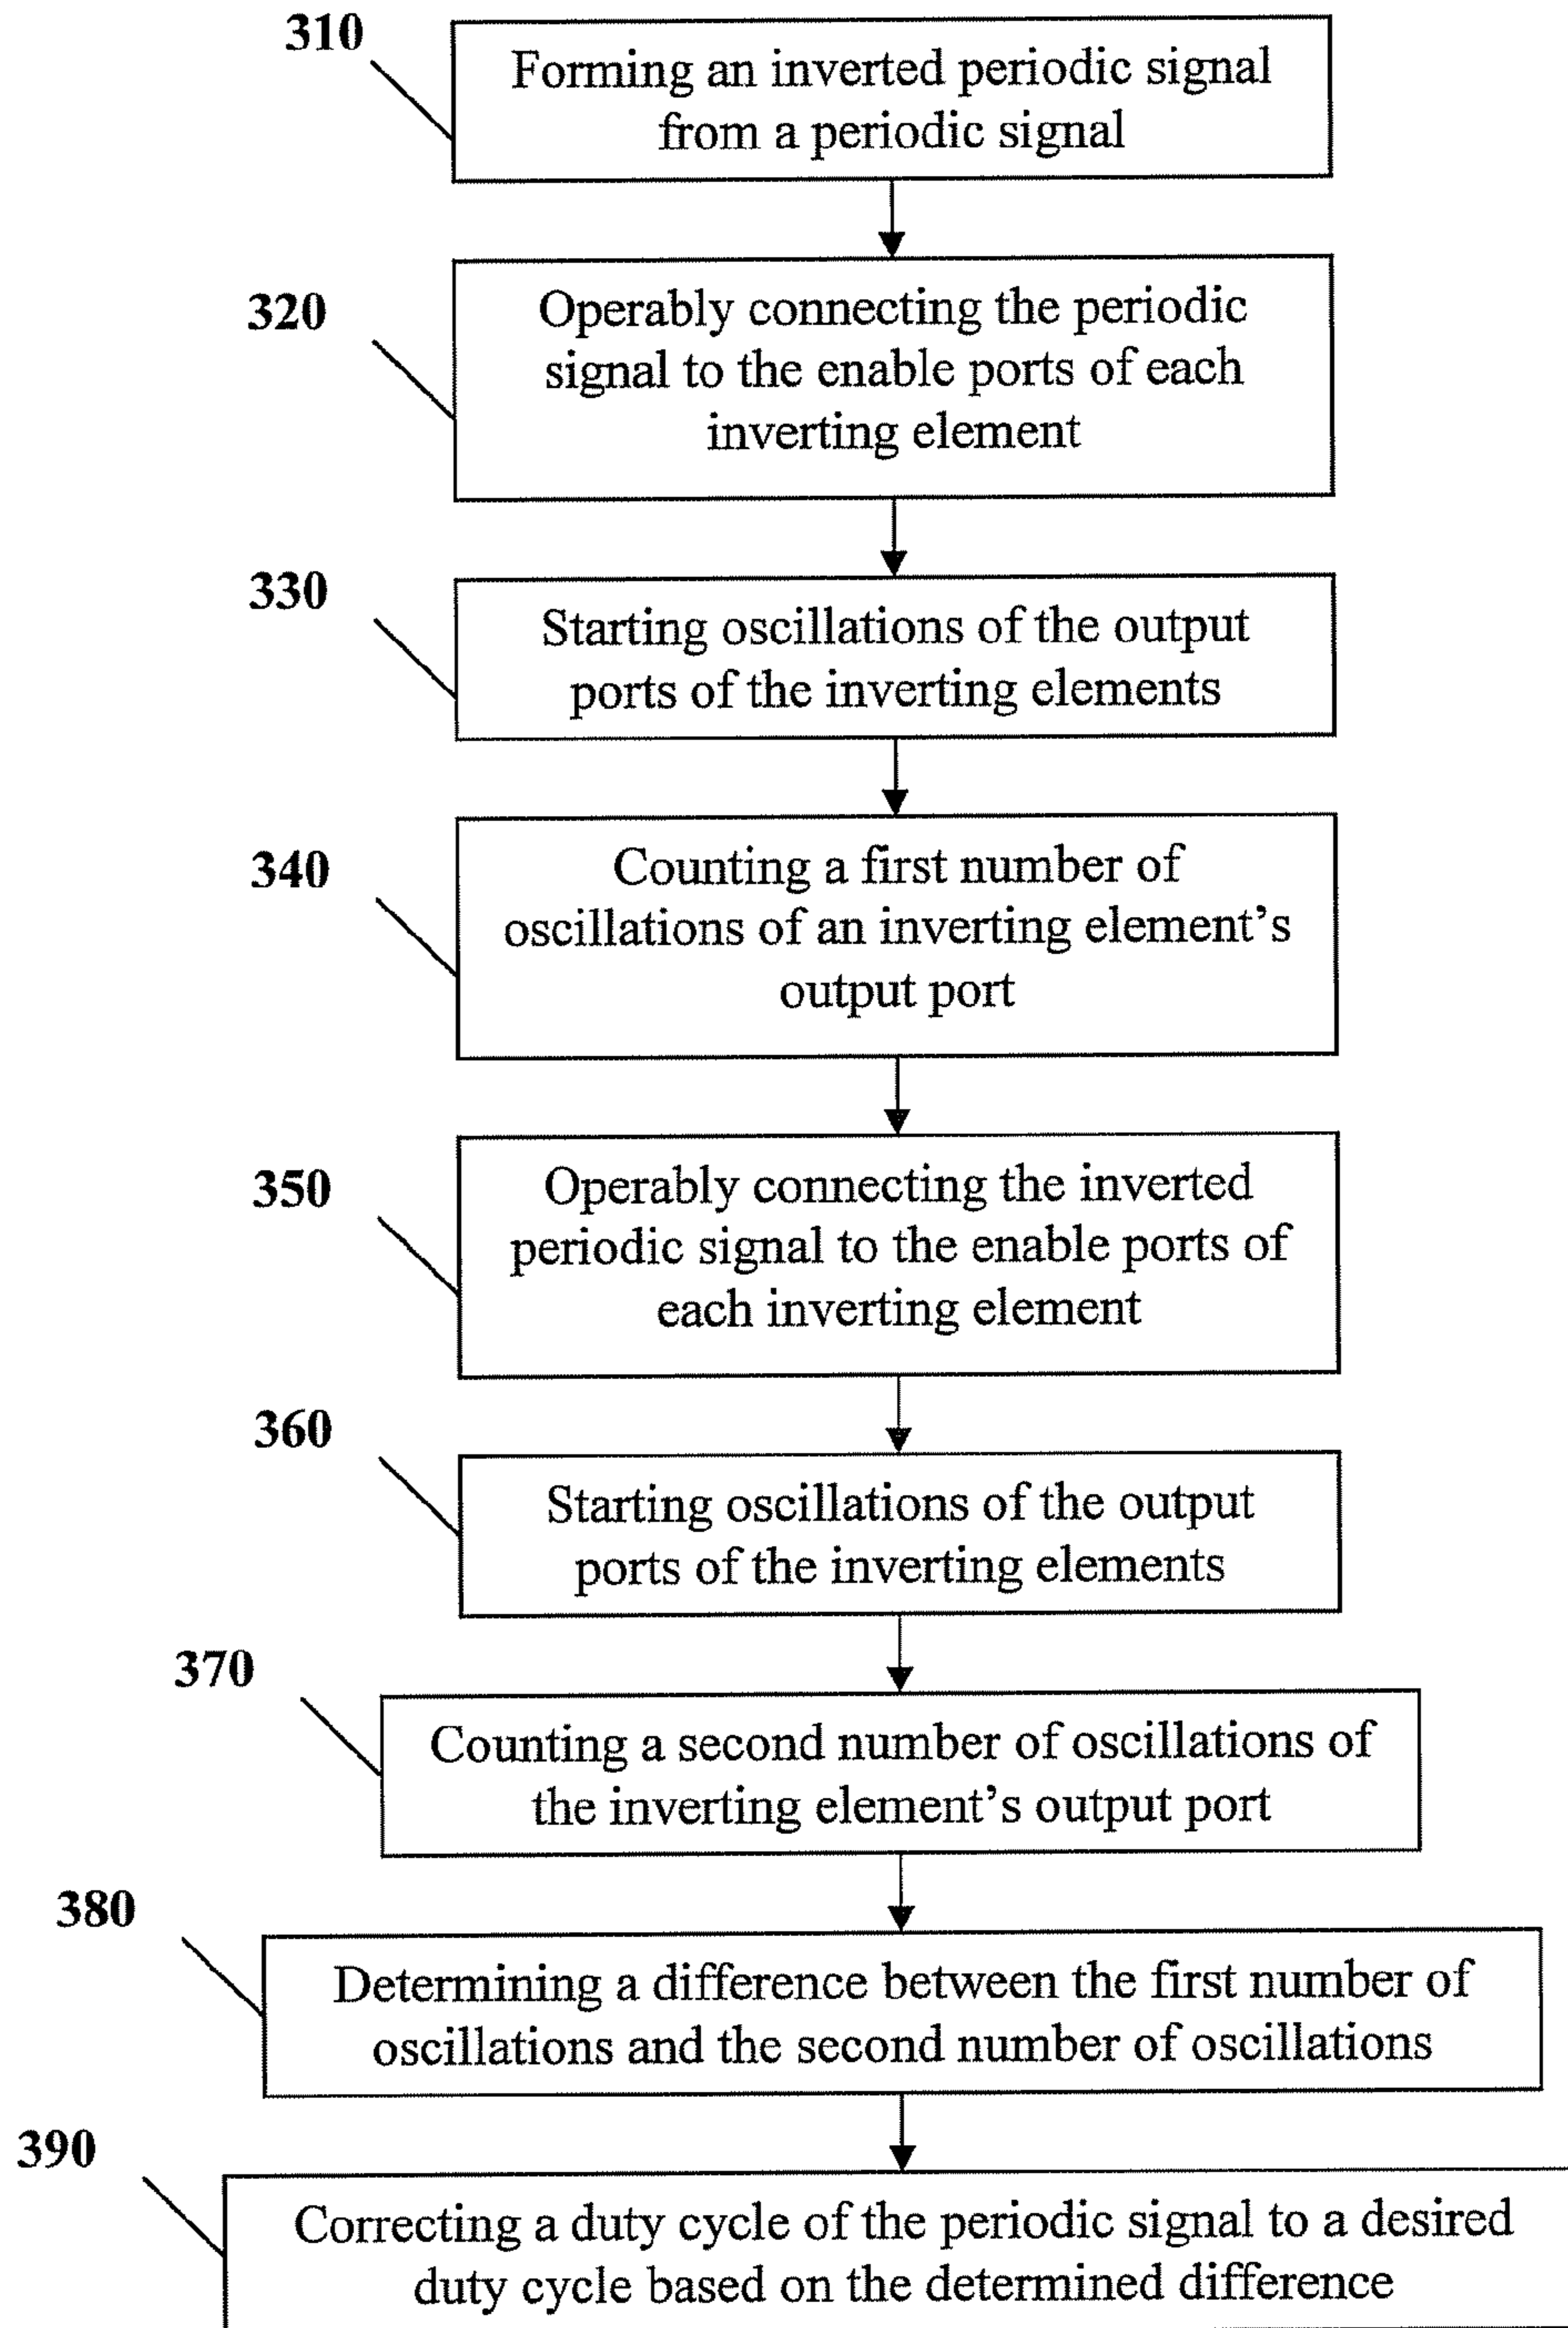 310
Forming an inverted periodic signal
from a periodic signal
320
Operably connecting the periodic
signal to the enable ports of each
inverting element
330
Starting oscillations of the output
ports of the inverting elements
340
Counting a first number of
oscillations of an inverting element's
output port
350
Operably connecting the inverted
periodic signal to the enable ports of
each inverting element
360
Starting oscillations of the output
ports of the inverting elements
370
Counting a second number of oscillations of
the inverting element's output port
380
Determining a difference between the first number of
oscillations and the second number of oscillations
390
Correcting a duty cycle of the periodic signal to a desired
duty cycle based on the determined difference